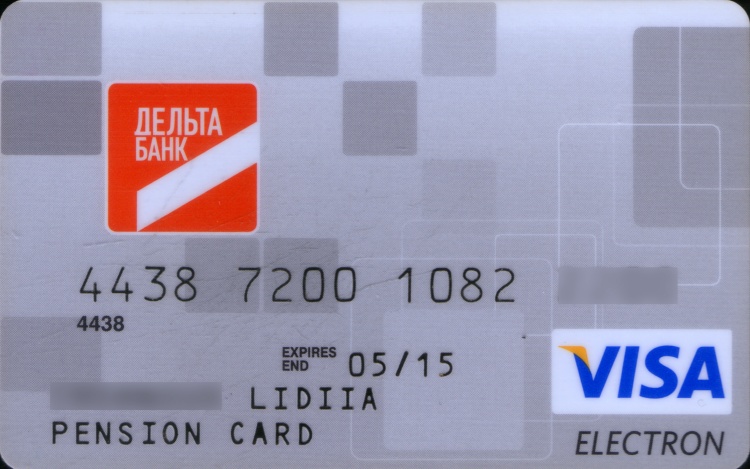 ДЕЛЬТА
БАНК
4438 7200 1082
4438
EXPIRES
END 05/15
LIDIIA
PENSION CARD
VISA
ELECTRON